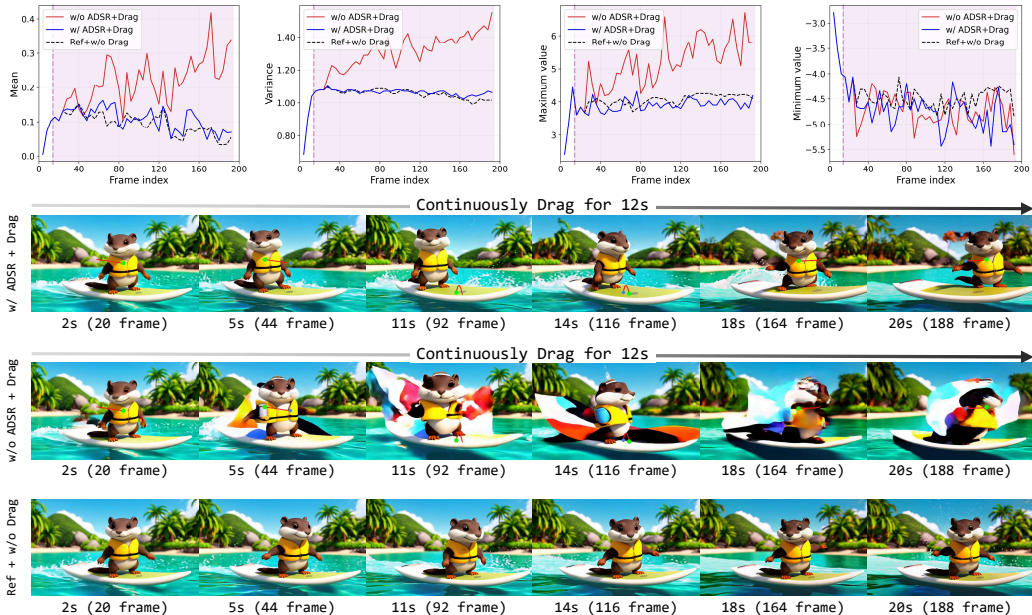 w/o ADSR+Drag
w/ ADSR+Drag
Ref+w/o Drag
Mean
0.4
0.3
0.2
0.1
0.0
0 40 80 120 160 200
Frame index
w/o ADSR+Drag
w/ ADSR+Drag
Ref+w/o Drag
Variance
1.40
1.20
1.00
0.80
0 40 80 120 160 200
Frame index
w/o ADSR+Drag
w/ ADSR+Drag
Ref+w/o Drag
Maximum value
6
5
4
3
2
0 40 80 120 160 200
Frame index
w/o ADSR+Drag
w/ ADSR+Drag
Ref+w/o Drag
Minimum value
−3.0
−3.5
−4.0
−4.5
−5.0
−5.5
0 40 80 120 160 200
Frame index
Continuously Drag for 12s
w/ ADSR + Drag
2s (20 frame) 5s (44 frame) 11s (92 frame) 14s (116 frame) 18s (164 frame) 20s (188 frame)
Continuously Drag for 12s
w/o ADSR + Drag
2s (20 frame) 5s (44 frame) 11s (92 frame) 14s (116 frame) 18s (164 frame) 20s (188 frame)
Ref + w/o Drag
2s (20 frame) 5s (44 frame) 11s (92 frame) 14s (116 frame) 18s (164 frame) 20s (188 frame)